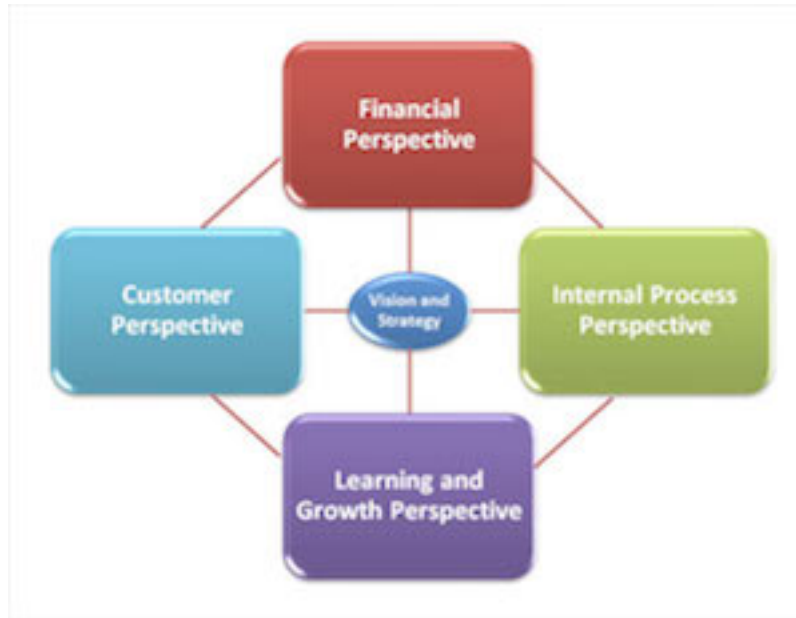 Financial
Perspective
Customer
Perspective
Vision and
Strategy
Internal Process
Perspective
Learning and
Growth Perspective